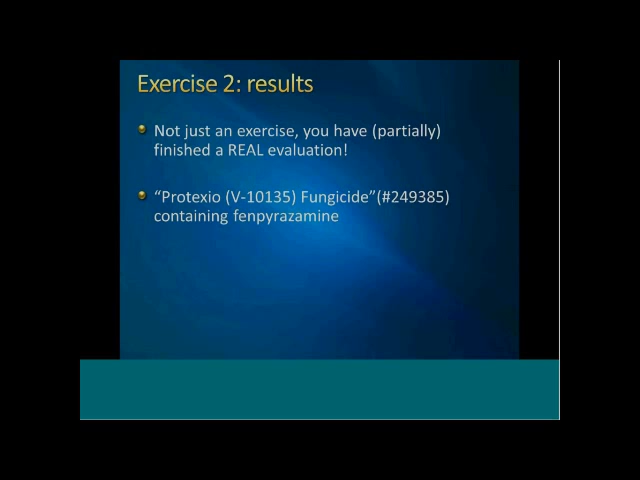 Exercise 2: results
Not just an exercise, you have (partially)
finished a REAL evaluation!
“Protexio (V-10135) Fungicide”(#249385)
containing fenpyrazamine